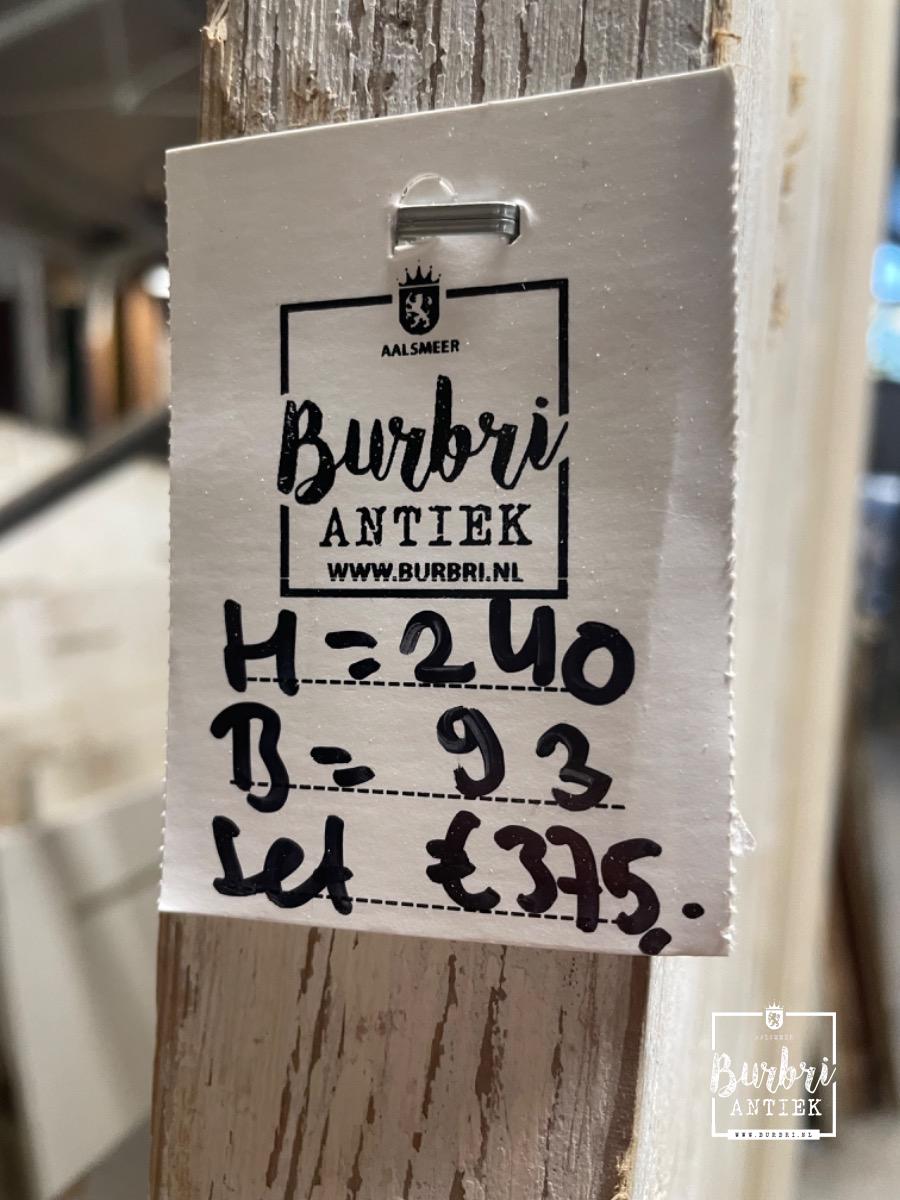 AALSMEER
Burbri
ANTIEK
WWW.BURBRI.NL
H = 240
B = 93
Set €375,-
AALSMEER
Burbri
ANTIEK
WWW.BURBRI.NL